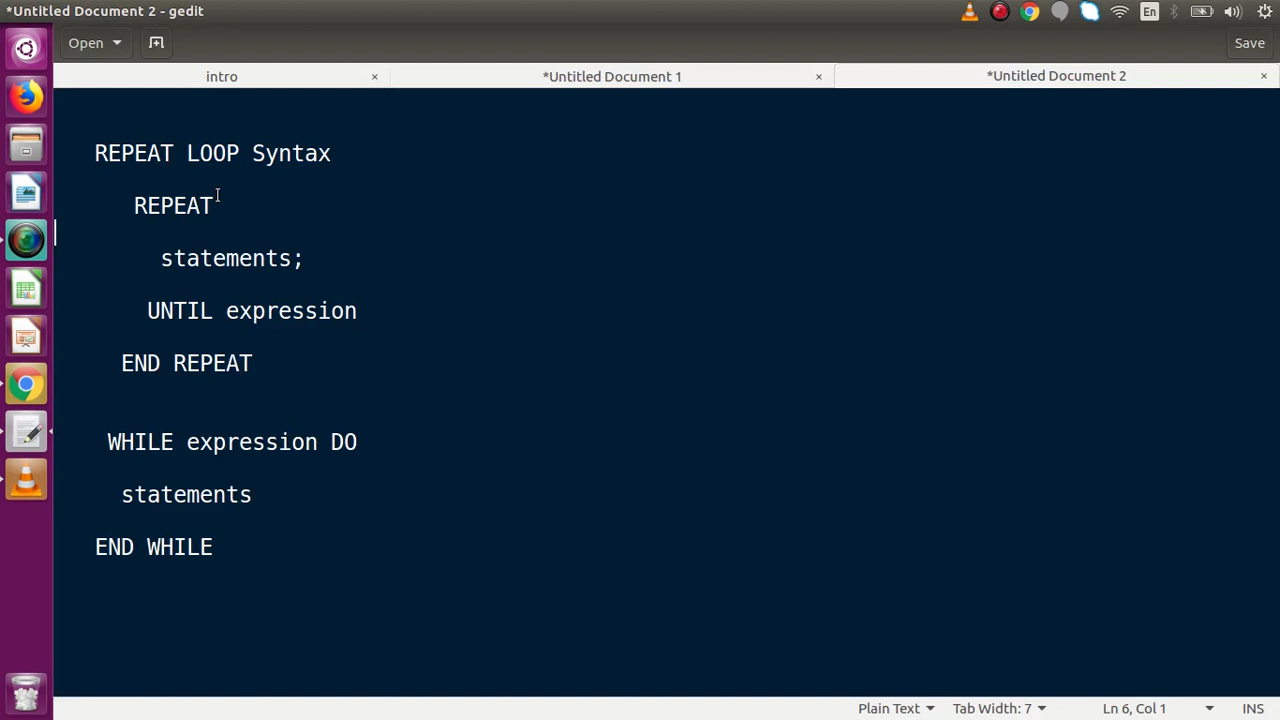 *Untitled Document 2 - gedit
En
Open
Save
intro
*Untitled Document 1
*Untitled Document 2
REPEAT LOOP Syntax
REPEAT
statements;
UNTIL expression
END REPEAT
WHILE expression DO
statements
END WHILE
Plain Text
Tab Width: 7
Ln 6, Col 1
INS